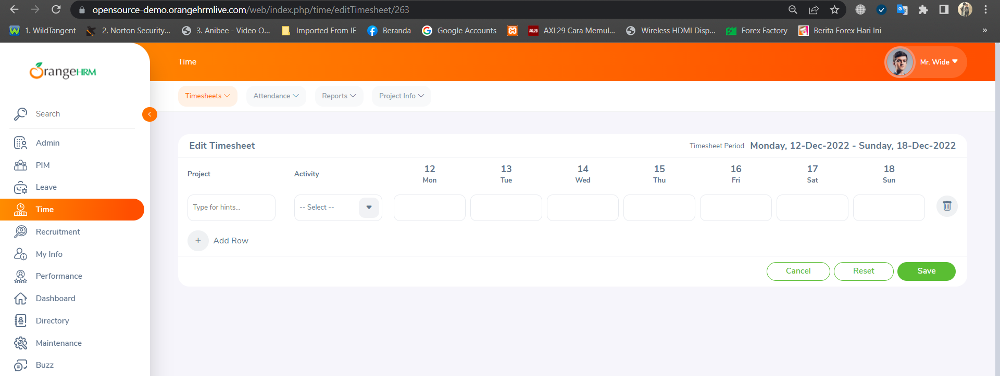 opensource-demo.orangehrmlive.com/web/index.php/time/editTimesheet/263
1. WildTangent
2. Norton Security...
3. Anibee - Video O...
Imported From IE
Beranda
Google Accounts
AXL29 Cara Memul...
Wireless HDMI Disp...
Forex Factory
Berita Forex Hari Ini
»
OrangeHRM
Time
Mr. Wide
Timesheets
Attendance
Reports
Project Info
Search
Admin
PIM
Leave
Time
Recruitment
My Info
Performance
Dashboard
Directory
Maintenance
Buzz
Edit Timesheet
Timesheet Period Monday, 12-Dec-2022 - Sunday, 18-Dec-2022
Project
Activity
12
Mon
13
Tue
14
Wed
15
Thu
16
Fri
17
Sat
18
Sun
Type for hints...
-- Select --
+ Add Row
Cancel
Reset
Save